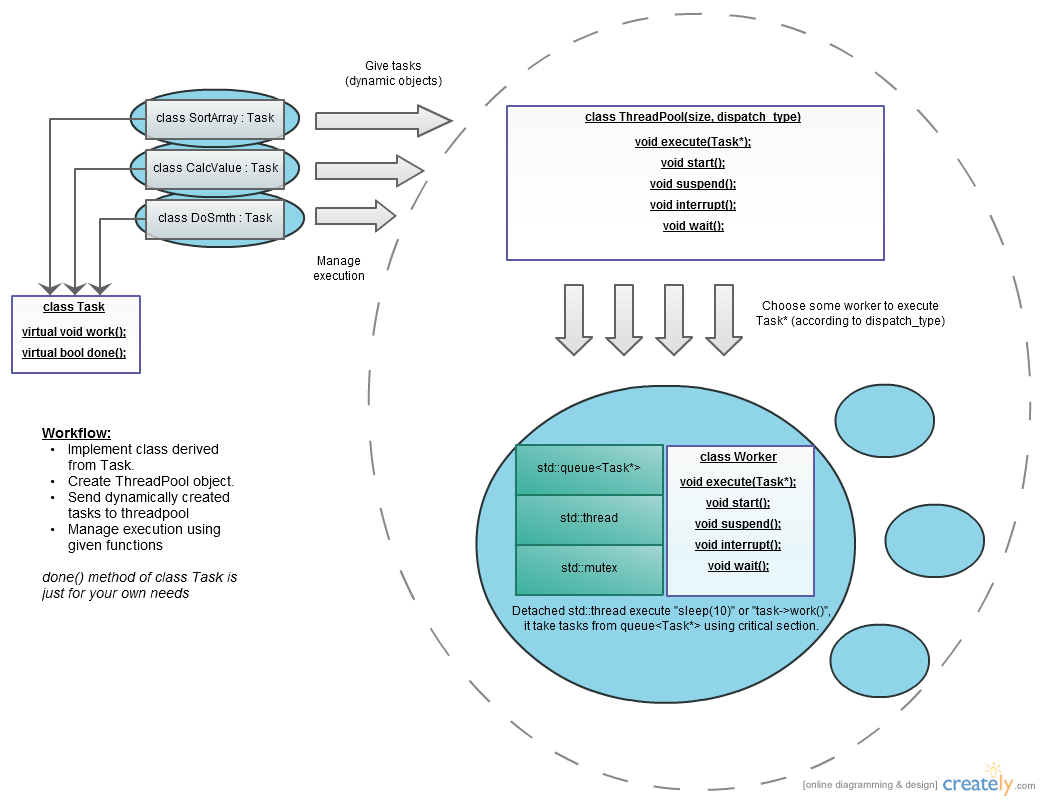 Give tasks
(dynamic objects)
class SortArray : Task
class CalcValue : Task
class DoSmth : Task
Manage
execution
class Task
virtual void work();
virtual bool done();
class ThreadPool(size, dispatch_type)
void execute(Task*);
void start();
void suspend();
void interrupt();
void wait();
Choose some worker to execute
Task* (according to dispatch_type)
Workflow:
• Implement class derived
from Task.
• Create ThreadPool object.
• Send dynamically created
tasks to threadpool
• Manage execution using
given functions
done() method of class Task is
just for your own needs
std::queue<Task*>
std::thread
std::mutex
class Worker
void execute(Task*);
void start();
void suspend();
void interrupt();
void wait();
Detached std::thread execute "sleep(10)" or "task->work()",
it take tasks from queue<Task*> using critical section.
[online diagramming & design] creately.com